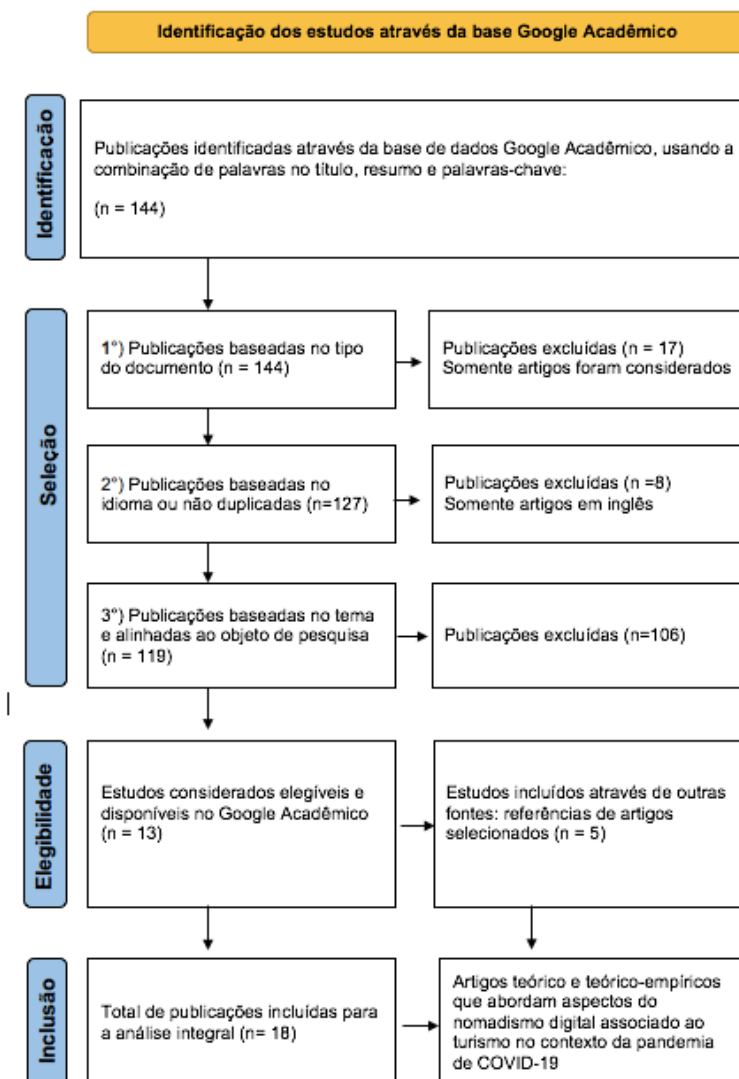 Identificação dos estudos através da base Google Acadêmico
Identificação
Publicações identificadas através da base de dados Google Acadêmico, usando a
combinação de palavras no título, resumo e palavras-chave:
(n = 144)
Seleção
1°) Publicações baseadas no tipo
do documento (n = 144)
Publicações excluídas (n = 17)
Somente artigos foram considerados
2°) Publicações baseadas no
idioma ou não duplicadas (n=127)
Publicações excluídas (n =8)
Somente artigos em inglês
3°) Publicações baseadas no tema
e alinhadas ao objeto de pesquisa
(n = 119)
Publicações excluídas (n=106)
Elegibilidade
Estudos considerados elegíveis e
disponíveis no Google Acadêmico
(n = 13)
Estudos incluídos através de outras
fontes: referências de artigos
selecionados (n = 5)
Inclusão
Total de publicações incluídas para
a análise integral (n= 18)
Artigos teórico e teórico-empíricos
que abordam aspectos do
nomadismo digital associado ao
turismo no contexto da pandemia
de COVID-19